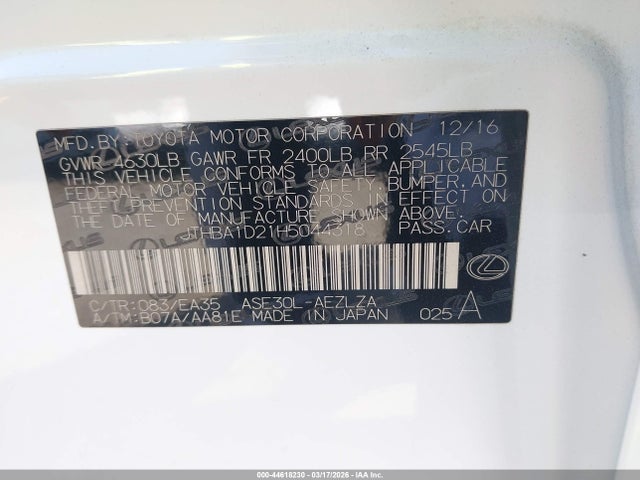 MFD. BY: TOYOTA MOTOR CORPORATION 12/16
GVWR 4630LB GAWR FR 2400LB RR 2545LB
THIS VEHICLE CONFORMS TO ALL APPLICABLE
FEDERAL MOTOR VEHICLE SAFETY, BUMPER, AND
THEFT PREVENTION STANDARDS IN EFFECT ON
THE DATE OF MANUFACTURE SHOWN ABOVE.
JTHBA1D21H5044318 PASS.CAR
C/TR:083/EA35 ASE30L-AEZLZA
A/TM:B07A/AA81E MADE IN JAPAN 025 A
000-44618230 - 03/17/2026 - IAA Inc.